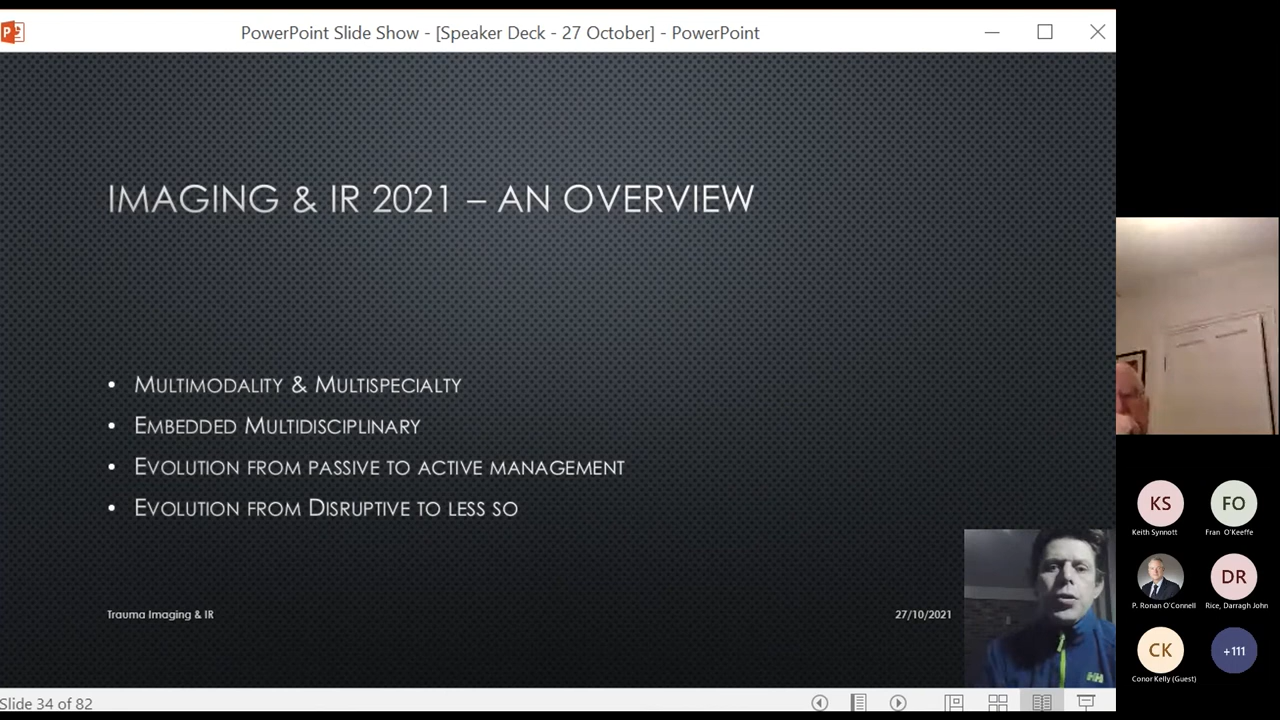 PowerPoint Slide Show - [Speaker Deck - 27 October] - PowerPoint
IMAGING & IR 2021 – AN OVERVIEW
• MULTIMODALITY & MULTISPECIALTY
• EMBEDDED MULTIDISCIPLINARY
• EVOLUTION FROM PASSIVE TO ACTIVE MANAGEMENT
• EVOLUTION FROM DISRUPTIVE TO LESS SO
Trauma Imaging & IR
27/10/2021
HH
Slide 34 of 82
KS
FO
Keith Synnott
Fran O'Keeffe
DR
P. Ronan O'Connell
Rice, Darragh John
CK
+111
Conor Kelly (Guest)